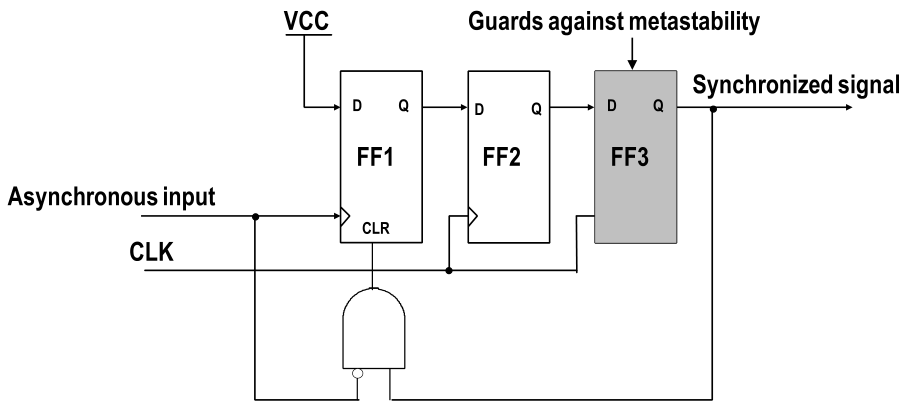 VCC
Guards against metastability
Synchronized signal
D Q
D Q
D Q
FF1
FF2
FF3
Asynchronous input
CLR
CLK